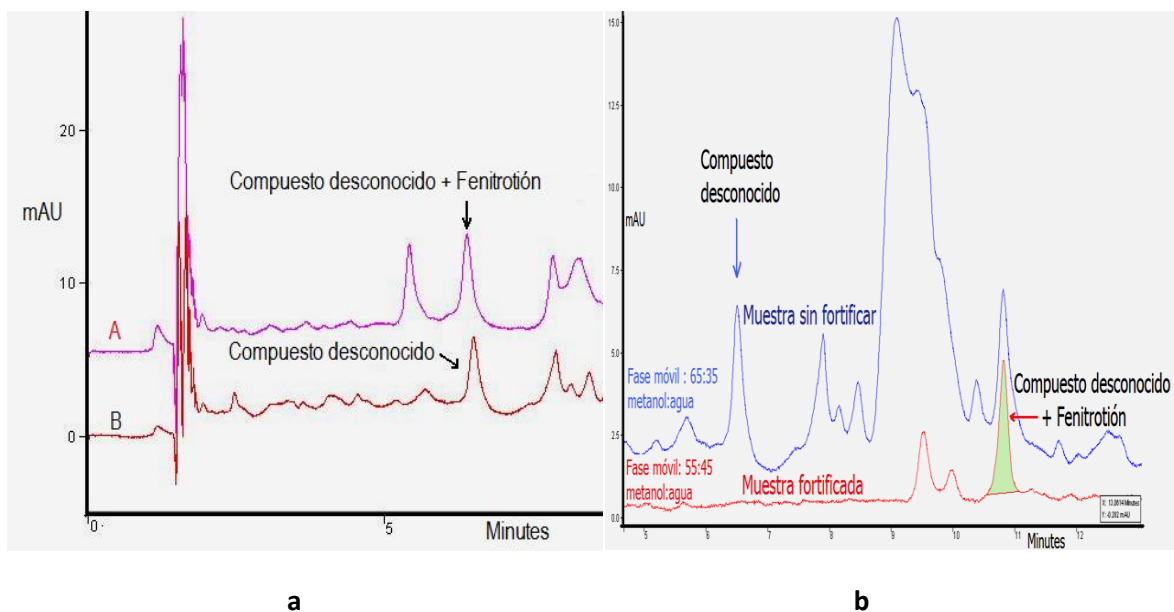 20
Compuesto desconocido + Fenitrotión
mAU
10
A
Compuesto desconocido
B
0
0
5
Minutes
a
15.0
12.5
Compuesto
desconocido
10.0
mAU
7.5
Muestra sin fortificar
5.0
Fase móvil : 65:35
metanol:agua
Compuesto desconocido
+ Fenitrotión
2.5
Fase móvil: 55:45
metanol:agua
Muestra fortificada
0.0
5
6
7
8
9
10
11
12
Minutes
b